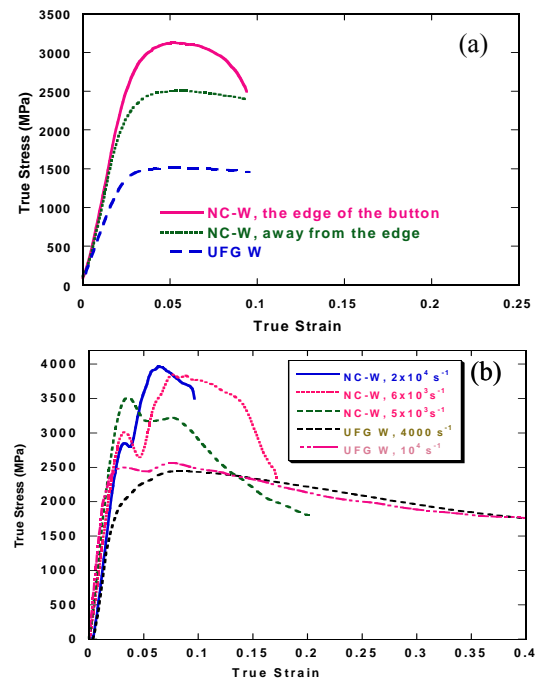 (a)
3500
3000
2500
2000
1500
1000
500
0
True Stress (MPa)
NC-W, the edge of the button
NC-W, away from the edge
UFG W
0 0.05 0.1 0.15 0.2 0.25
True Strain
(b)
4000
3500
3000
2500
2000
1500
1000
500
0
True Stress (MPa)
NC-W, 2x10⁴ s⁻¹
NC-W, 6x10³ s⁻¹
NC-W, 5x10³ s⁻¹
UFG W, 4000 s⁻¹
UFG W, 10⁴ s⁻¹
0 0.05 0.1 0.15 0.2 0.25 0.3 0.35 0.4
True Strain